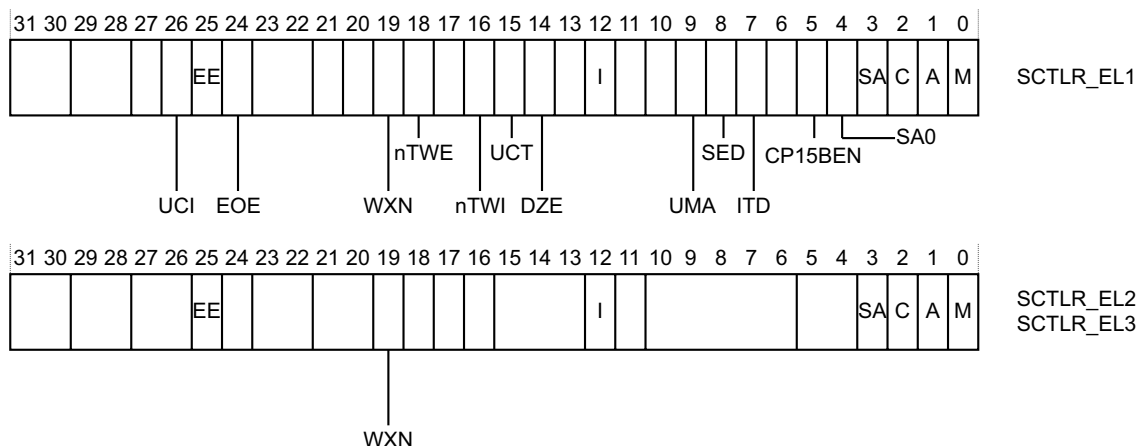 31 30 29 28 27 26 25 24 23 22 21 20 19 18 17 16 15 14 13 12 11 10 9 8 7 6 5 4 3 2 1 0
EE I SA C A M SCTLR_EL1
nTWE UCT SED CP15BEN SA0
UCI EOE WXN nTWI DZE UMA ITD
31 30 29 28 27 26 25 24 23 22 21 20 19 18 17 16 15 14 13 12 11 10 9 8 7 6 5 4 3 2 1 0
EE I SA C A M SCTLR_EL2
SCTLR_EL3
WXN